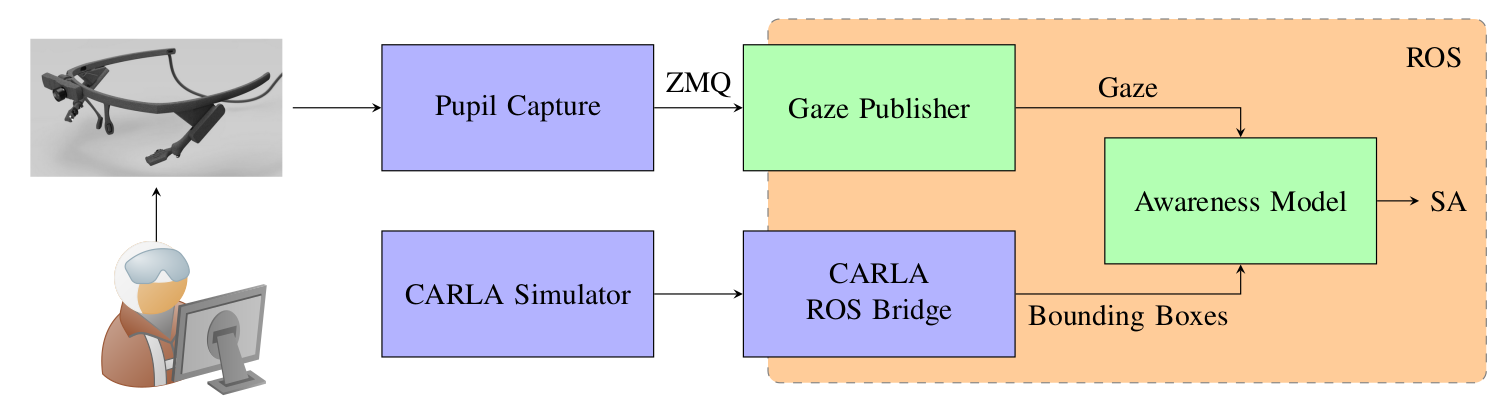 ROS
Pupil Capture
ZMQ
Gaze Publisher
Gaze
Awareness Model
SA
CARLA Simulator
CARLA
ROS Bridge
Bounding Boxes